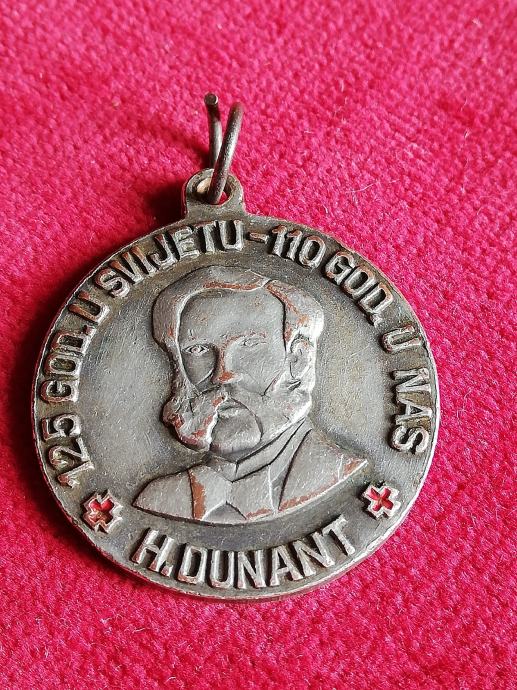 125 GOD. U SVIJETU - 110 GOD. U NAS
H. DUNANT